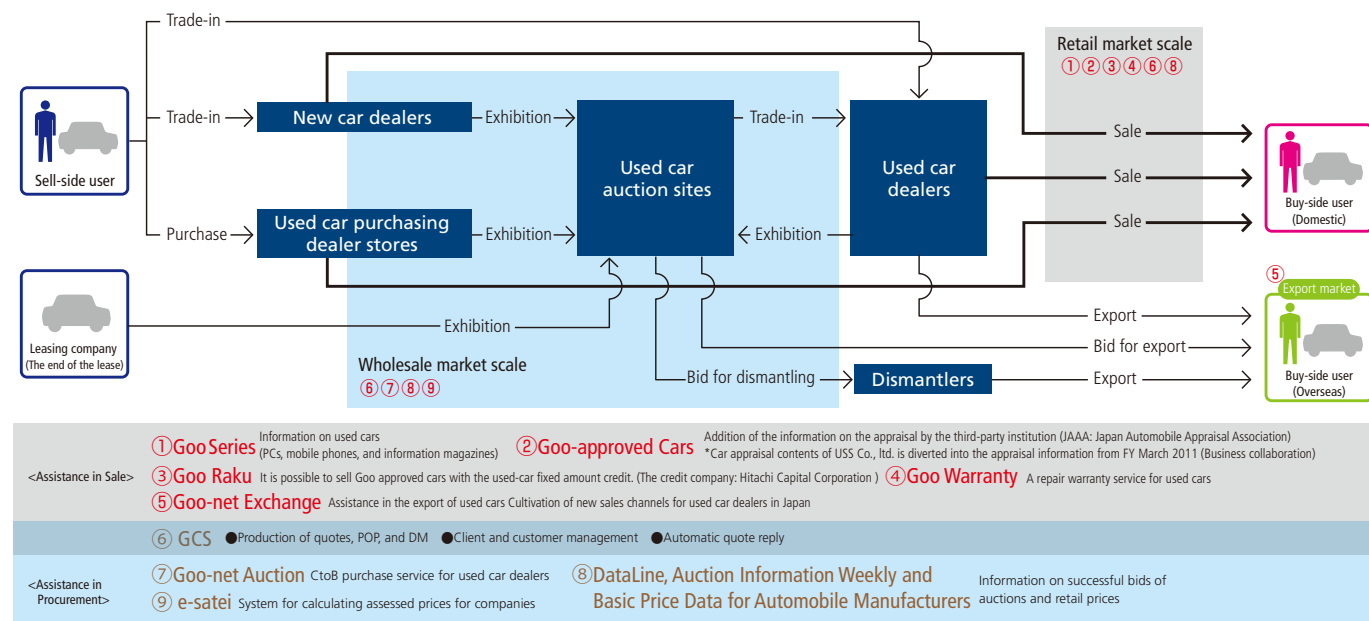 Trade-in
Retail market scale
①②③④⑥⑧
Sell-side user
Trade-in
New car dealers
Exhibition
Used car
auction sites
Trade-in
Used car
dealers
Sale
Sale
Sale
Buy-side user
(Domestic)
Purchase
Used car purchasing
dealer stores
Exhibition
Exhibition
Leasing company
(The end of the lease)
Exhibition
Wholesale market scale
⑥⑦⑧⑨
Bid for dismantling
Dismantlers
Export
Bid for export
Export
⑤
Export market
Buy-side user
(Overseas)
<Assistance in Sale>
①Goo Series Information on used cars
(PCs, mobile phones, and information magazines)
②Goo-approved Cars Addition of the information on the appraisal by the third-party institution (JAAA: Japan Automobile Appraisal Association)
*Car appraisal contents of USS Co., ltd. is diverted into the appraisal information from FY March 2011 (Business collaboration)
③Goo Raku It is possible to sell Goo approved cars with the used-car fixed amount credit. (The credit company: Hitachi Capital Corporation ) ④Goo Warranty A repair warranty service for used cars
⑤Goo-net Exchange Assistance in the export of used cars Cultivation of new sales channels for used car dealers in Japan
⑥ GCS ●Production of quotes, POP, and DM ●Client and customer management ●Automatic quote reply
<Assistance in
Procurement>
⑦Goo-net Auction CtoB purchase service for used car dealers
⑨ e-satei System for calculating assessed prices for companies
⑧DataLine, Auction Information Weekly and
Basic Price Data for Automobile Manufacturers
Information on successful bids of
auctions and retail prices